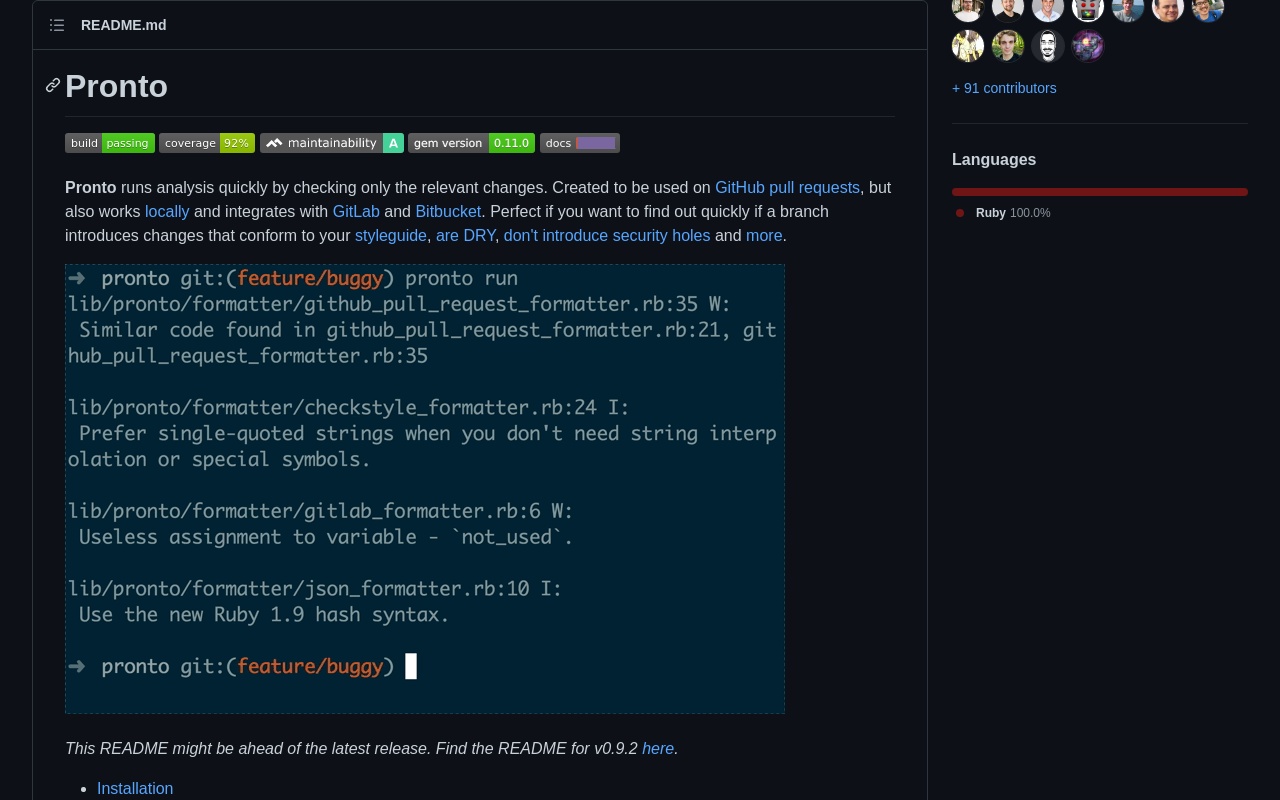 README.md
Pronto
build passing coverage 92% maintainability A gem version 0.11.0 docs
Pronto runs analysis quickly by checking only the relevant changes. Created to be used on GitHub pull requests, but
also works locally and integrates with GitLab and Bitbucket. Perfect if you want to find out quickly if a branch
introduces changes that conform to your styleguide, are DRY, don't introduce security holes and more.
➜ pronto git:(feature/buggy) pronto run
lib/pronto/formatter/github_pull_request_formatter.rb:35 W:
Similar code found in github_pull_request_formatter.rb:21, git
hub_pull_request_formatter.rb:35
lib/pronto/formatter/checkstyle_formatter.rb:24 I:
Prefer single-quoted strings when you don't need string interp
olation or special symbols.
lib/pronto/formatter/gitlab_formatter.rb:6 W:
Useless assignment to variable - `not_used`.
lib/pronto/formatter/json_formatter.rb:10 I:
Use the new Ruby 1.9 hash syntax.
➜ pronto git:(feature/buggy)
This README might be ahead of the latest release. Find the README for v0.9.2 here.
• Installation
+ 91 contributors
Languages
Ruby 100.0%